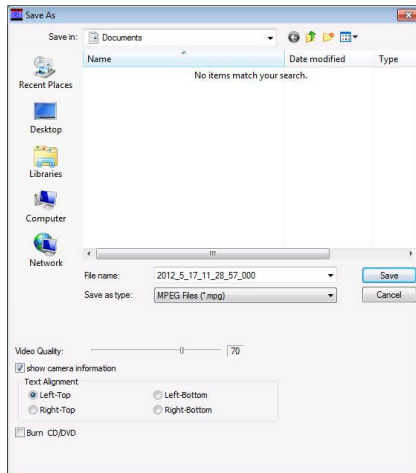 Save As
Save in: Documents
Name Date modified Type
No items match your search.
Recent Places
Desktop
Libraries
Computer
Network
File name: 2012_5_17_11_28_57_000 Save
Save as type: MPEG Files (*.mpg) Cancel
Video Quality: 70
show camera information
Text Alignment
Left-Top Left-Bottom
Right-Top Right-Bottom
Burn CD/DVD